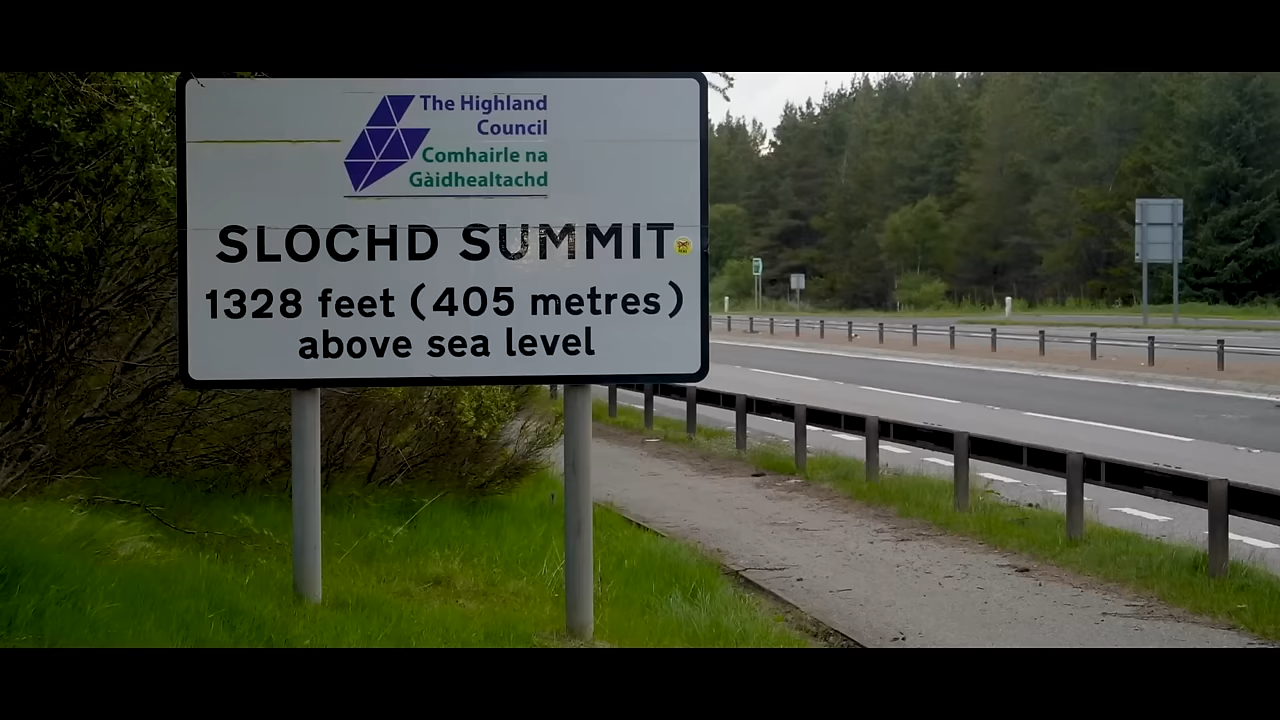 The Highland
Council
Comhairle na
Gàidhealtachd
SLOCHD SUMMIT
1328 feet (405 metres)
above sea level